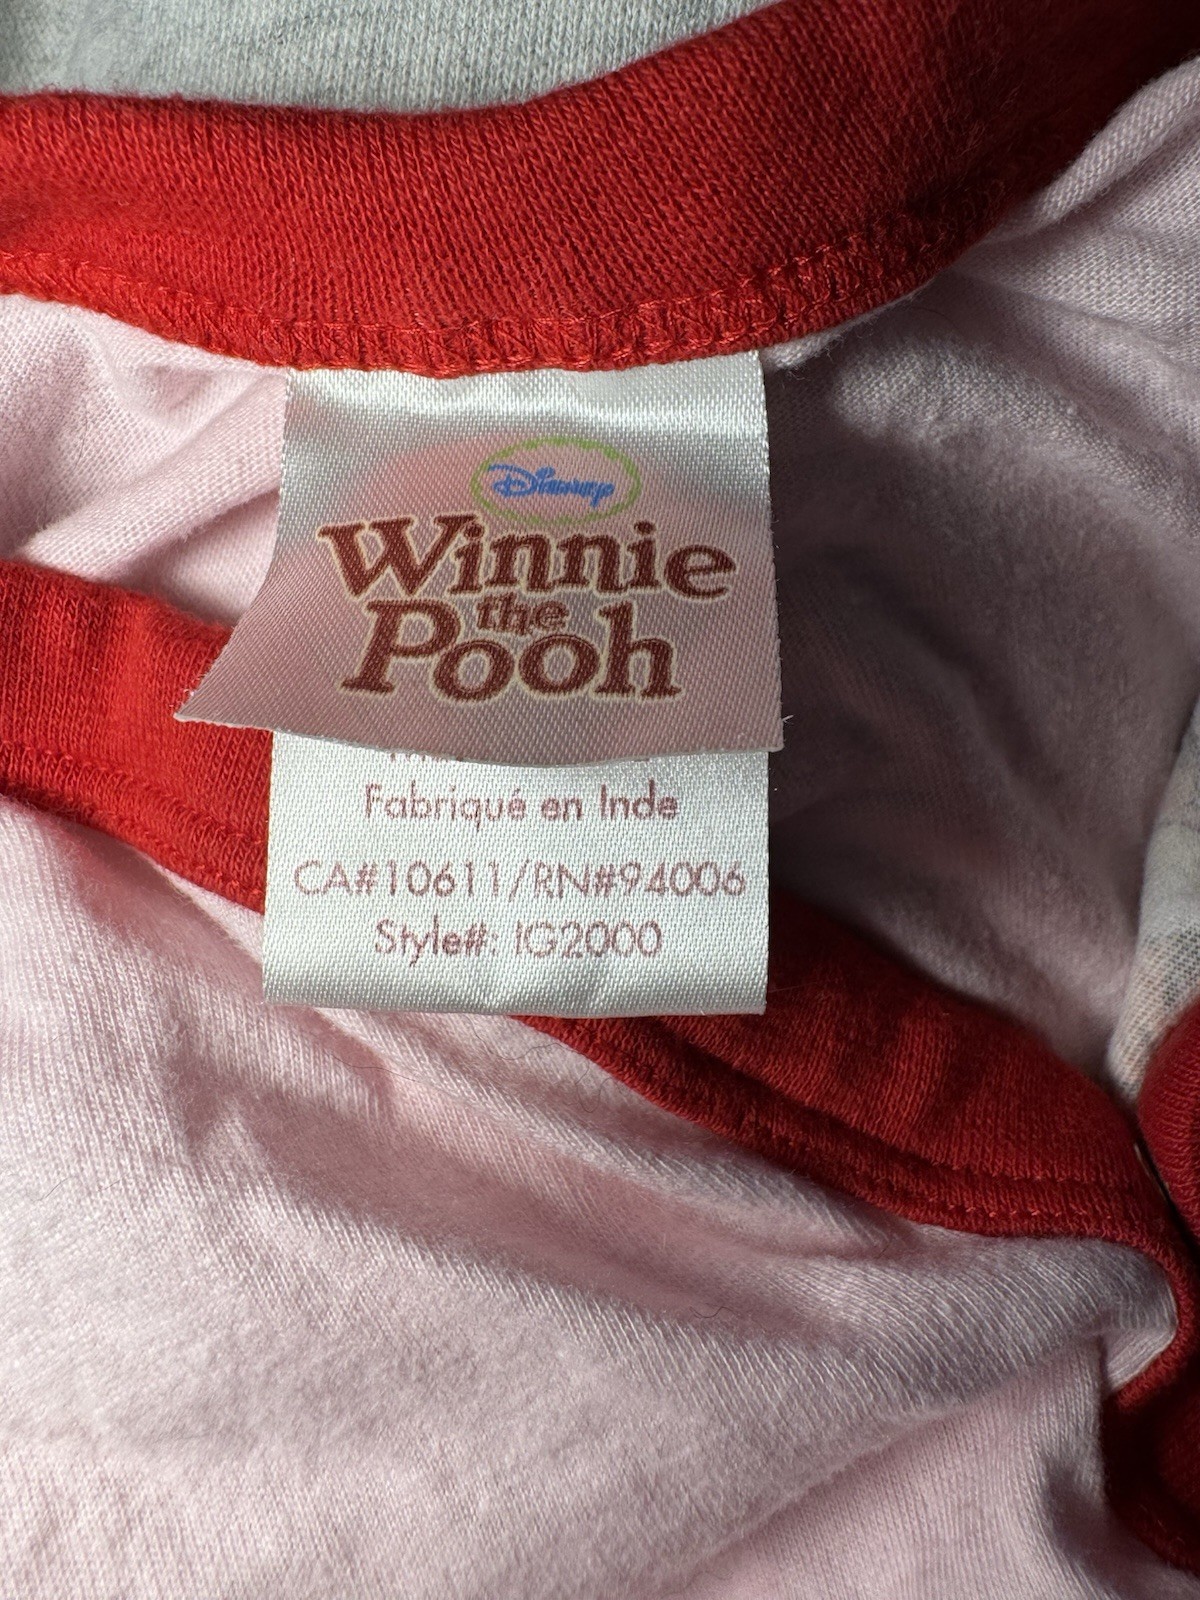 Disney
Winnie
the
Pooh
Fabriqué en Inde
CA#10611/RN#94006
Style#: IG2000